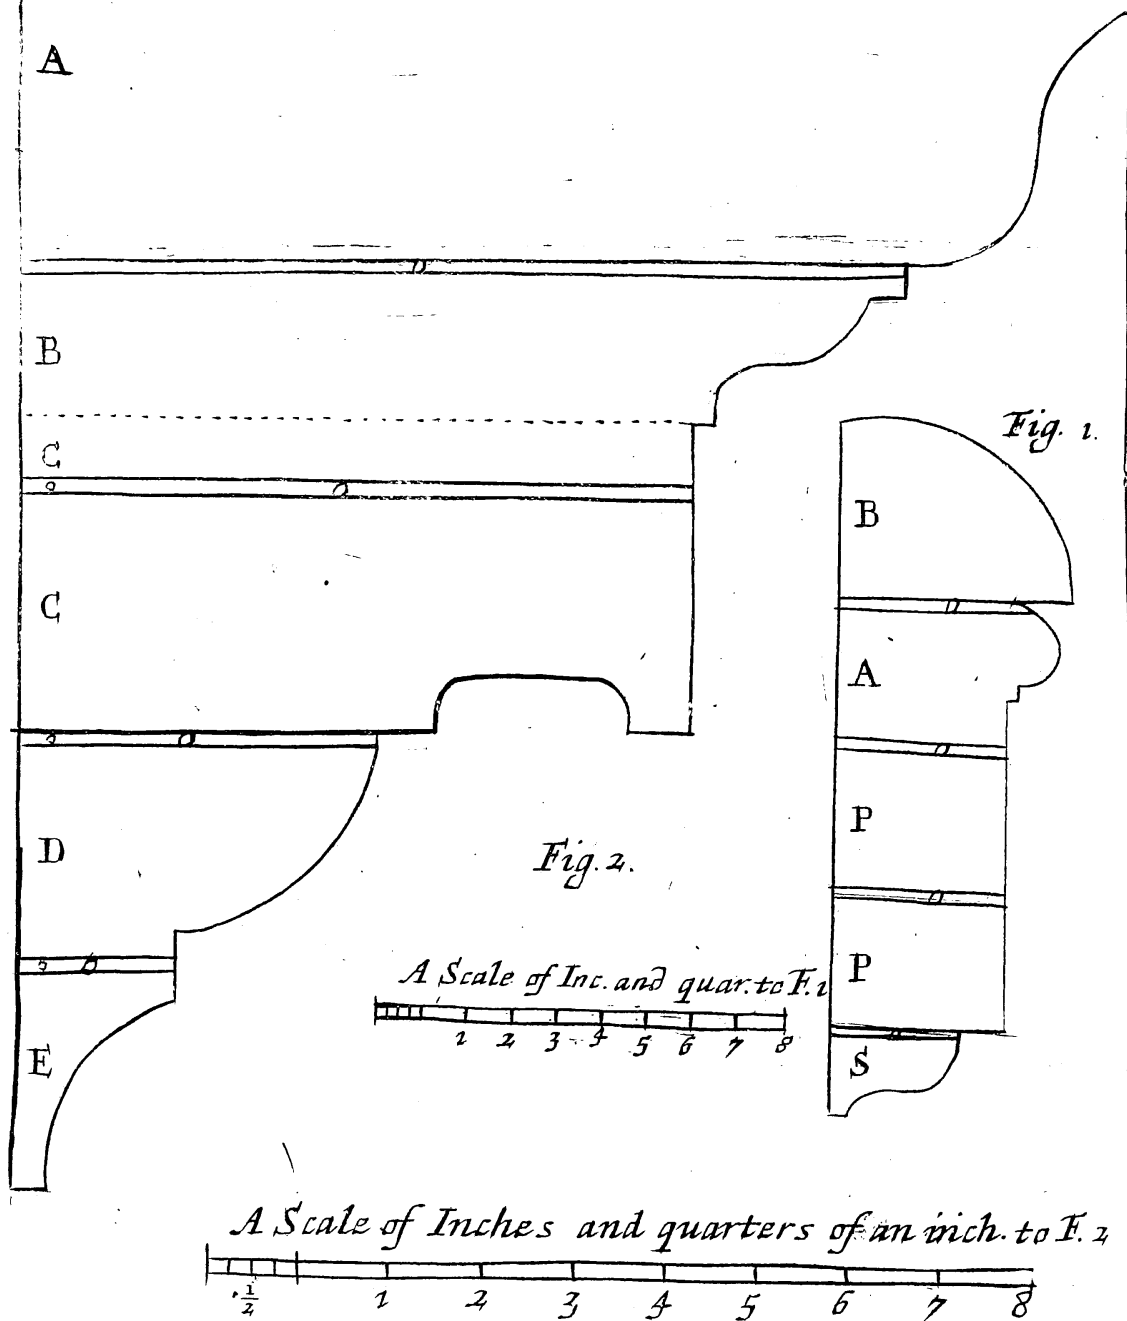 A
B
C
C
D
E
Fig. 1.
B
A
P
P
S
Fig. 2.
A Scale of Inc. and quar. to F. 1
1 2 3 4 5 6 7 8
A Scale of Inches and quarters of an inch. to F. 2
1/2 1 2 3 4 5 6 7 8